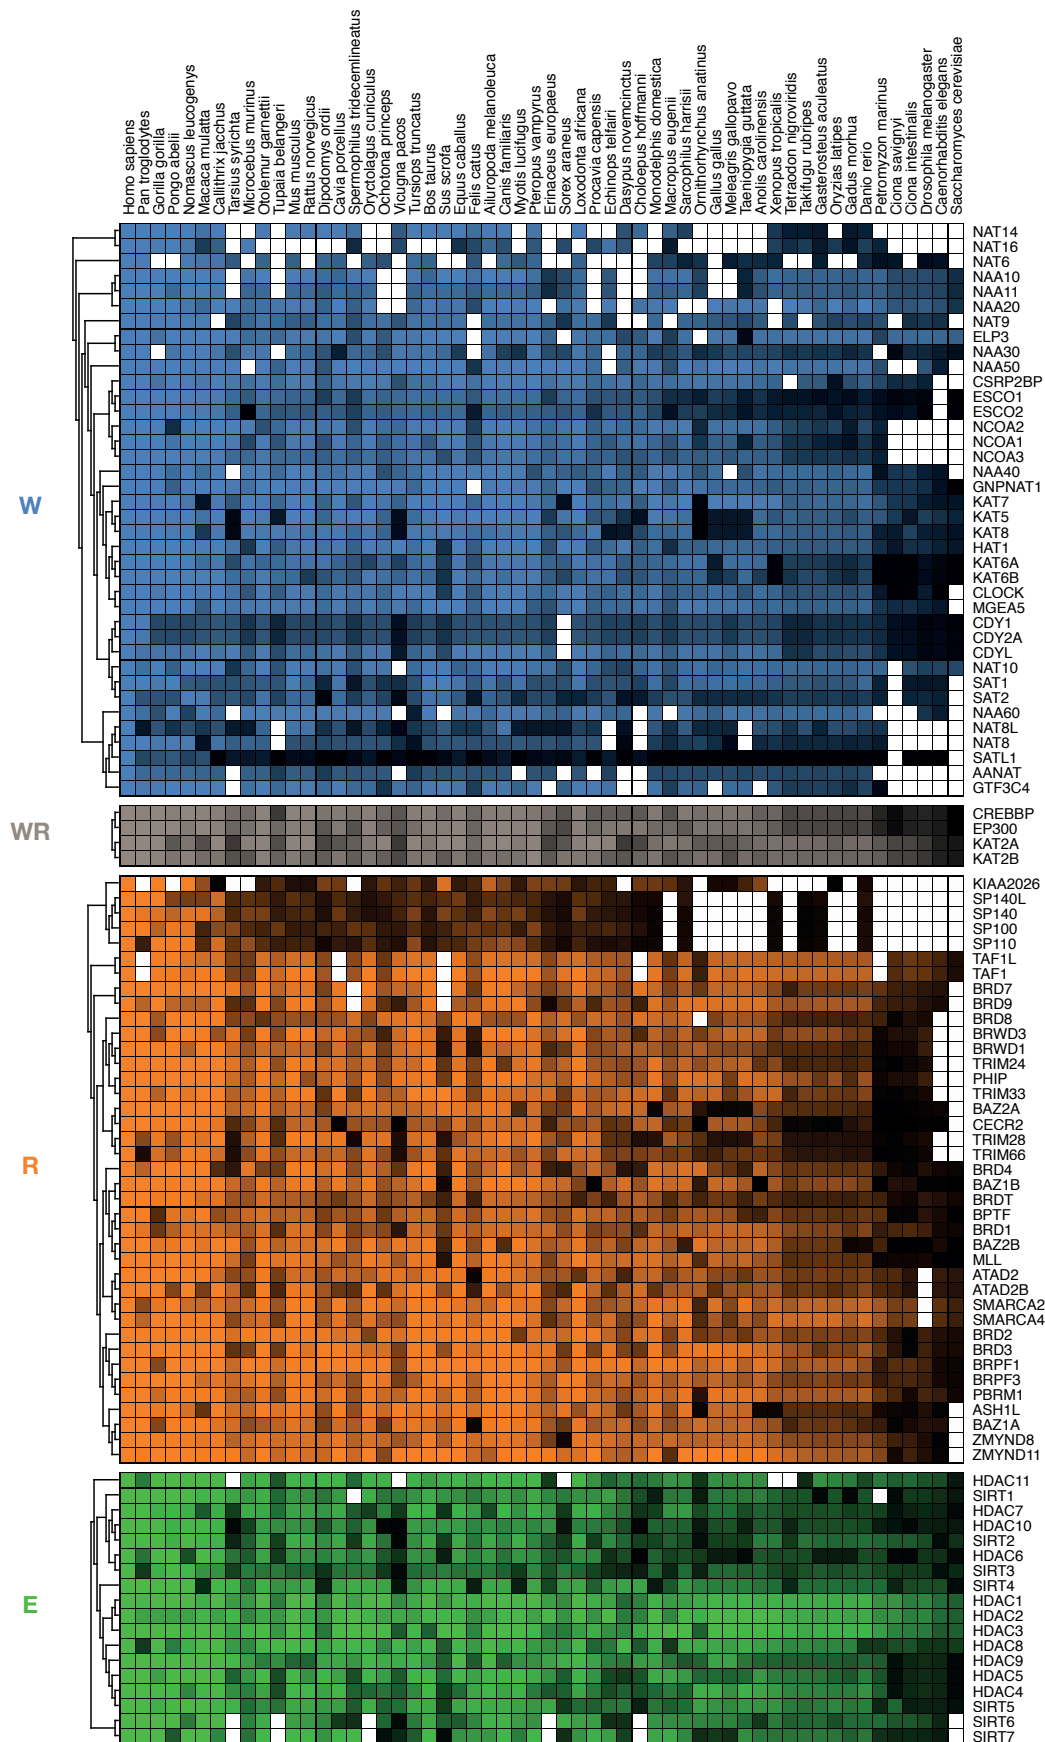 Homo sapiens
Pan troglodytes
Gorilla gorilla
Pongo abelii
Nomascus leucogenys
Macaca mulatta
Callithrix jacchus
Tarsius syrichta
Microcebus murinus
Otolemur garnettii
Tupaia belangeri
Mus musculus
Rattus norvegicus
Dipodomys ordii
Cavia porcellus
Spermophilus tridecemlineatus
Oryctolagus cuniculus
Ochotona princeps
Vicugna paccos
Tursiops truncatus
Bos taurus
Sus scrofa
Equus caballus
Felis catus
Ailuropoda melanoleuca
Canis familiaris
Myotis lucifugus
Pteropus vampyrus
Erinaceus europaeus
Sorex araneus
Loxodonta africana
Procavia capensis
Echinops telfairi
Dasypus novemcinctus
Choloepus hoffmanni
Monodelphis domestica
Macropus eugenii
Sarcophilus harrisii
Ornithorhynchus anatinus
Gallus gallus
Meleagris gallopavo
Taeniopygia guttata
Anolis carolinensis
Xenopus tropicalis
Tetraodon nigroviridis
Takifugu rubripes
Gasterosteus aculeatus
Oryzias latipes
Gadus morhua
Danio rerio
Petromyzon marinus
Ciona savignyi
Ciona intestinalis
Drosophila melanogaster
Caenorhabditis elegans
Saccharomyces cerevisiae
W
NAT14
NAT16
NAT6
NAA10
NAA11
NAA20
NAT9
ELP3
NAA30
NAA50
CSRP2BP
ESCO1
ESCO2
NCOA2
NCOA1
NCOA3
NAA40
GNPNAT1
KAT7
KAT5
KAT8
HAT1
KAT6A
KAT6B
CLOCK
MGEA5
CDY1
CDY2A
CDYL
NAT10
SAT1
SAT2
NAA60
NAT8L
NAT8
SATL1
AANAT
GTF3C4
WR
CREBBP
EP300
KAT2A
KAT2B
R
KIAA2026
SP140L
SP140
SP100
SP110
TAF1L
TAF1
BRD7
BRD9
BRD8
BRWD3
BRWD1
TRIM24
PHIP
TRIM33
BAZ2A
CECR2
TRIM28
TRIM66
BRD4
BAZ1B
BRDT
BPTF
BRD1
BAZ2B
MLL
ATAD2
ATAD2B
SMARCA2
SMARCA4
BRD2
BRD3
BRPF1
BRPF3
PBRM1
ASH1L
BAZ1A
ZMYND8
ZMYND11
E
HDAC11
SIRT1
HDAC7
HDAC10
SIRT2
HDAC6
SIRT3
SIRT4
HDAC1
HDAC2
HDAC3
HDAC8
HDAC9
HDAC5
HDAC4
SIRT5
SIRT6
SIRT7